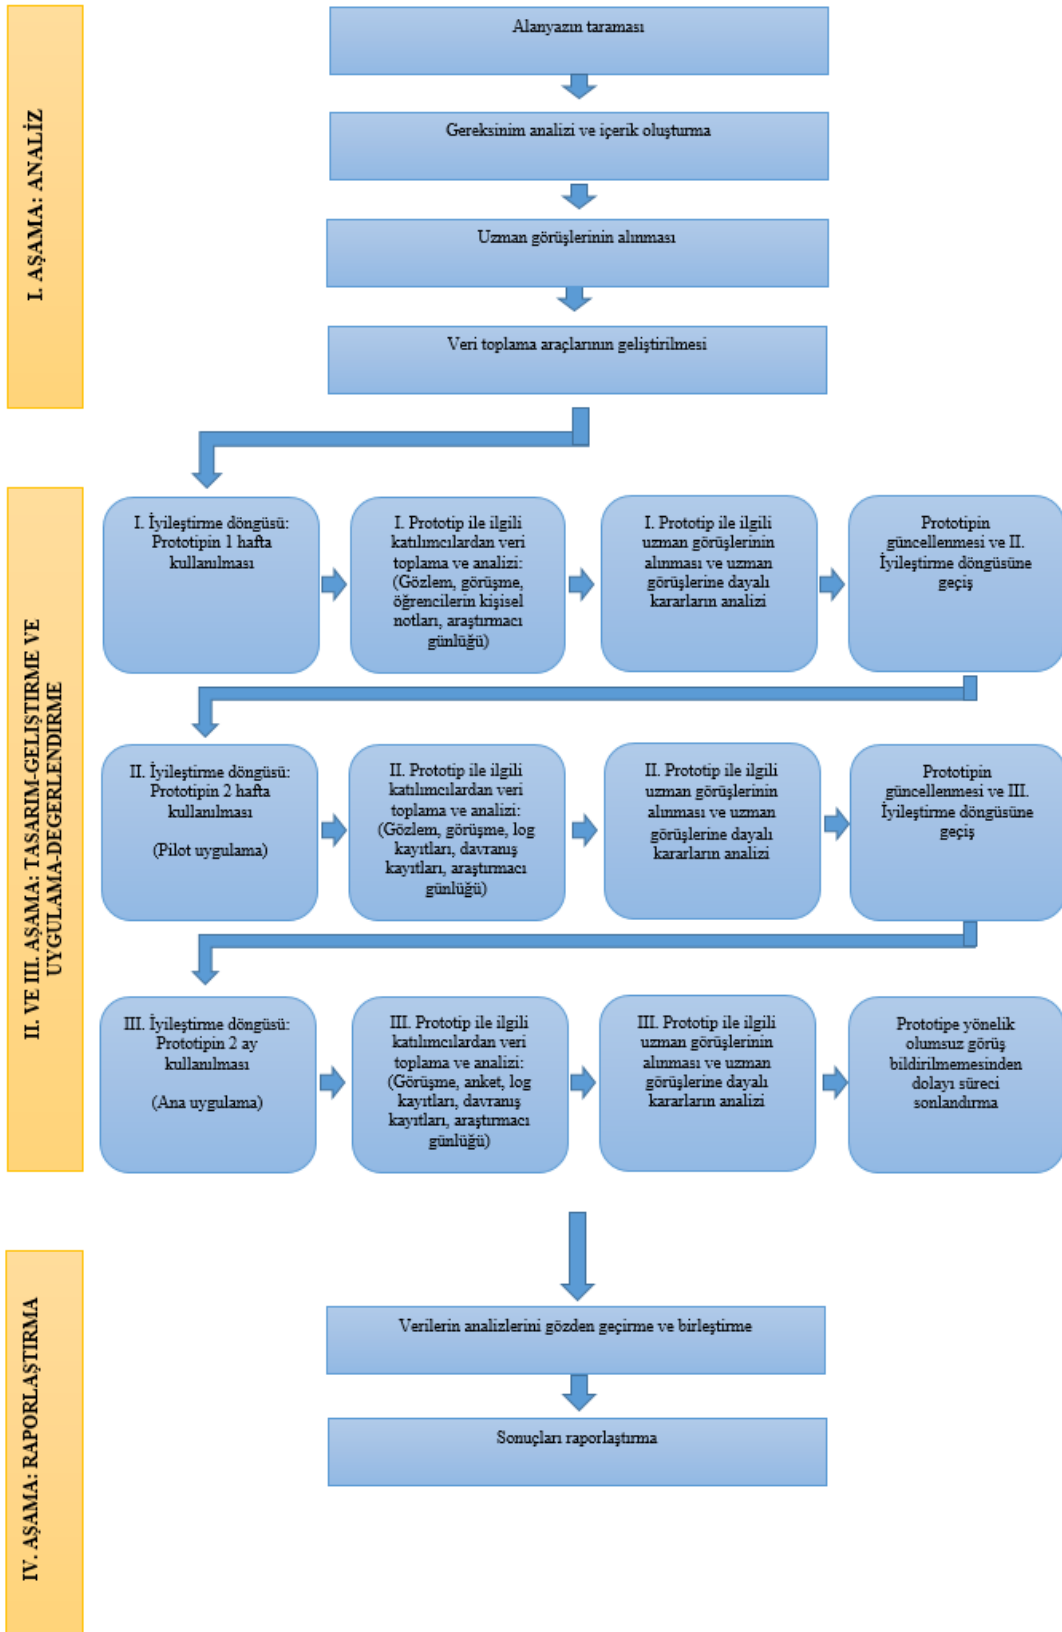 I. AŞAMA: ANALİZ
Alanyazın taraması
Gereksinim analizi ve içerik oluşturma
Uzman görüşlerinin alınması
Veri toplama araçlarının geliştirilmesi
II. VE III. AŞAMA: TASARIM-GELIŞTIRME VE
UYGULAMA-DEGERLENDIRME
I. İyileştirme döngüsü:
Prototipin 1 hafta
kullanılması
I. Prototip ile ilgili
katılımcılardan veri
toplama ve analizi:
(Gözlem, görüşme,
öğrencilerin kişisel
notları, araştırmacı
günlüğü)
I. Prototip ile ilgili
uzman görüşlerinin
alınması ve uzman
görüşlerine dayalı
kararların analizi
Prototipin
güncellenmesi ve II.
İyileştirme döngüsüne
geçiş
II. İyileştirme döngüsü:
Prototipin 2 hafta
kullanılması
(Pilot uygulama)
II. Prototip ile ilgili
katılımcılardan veri
toplama ve analizi:
(Gözlem, görüşme, log
kayıtları, davranış
kayıtları, araştırmacı
günlüğü)
II. Prototip ile ilgili
uzman görüşlerinin
alınması ve uzman
görüşlerine dayalı
kararların analizi
Prototipin
güncellenmesi ve III.
İyileştirme döngüsüne
geçiş
III. İyileştirme döngüsü:
Prototipin 2 ay
kullanılması
(Ana uygulama)
III. Prototip ile ilgili
katılımcılardan veri
toplama ve analizi:
(Görüşme, anket, log
kayıtları, davranış
kayıtları, araştırmacı
günlüğü)
III. Prototip ile ilgili
uzman görüşlerinin
alınması ve uzman
görüşlerine dayalı
kararların analizi
Prototipe yönelik
olumsuz görüş
bildirilmemesinden
dolayı süreci
sonlandırma
IV. AŞAMA: RAPORLAŞTIRMA
Verilerin analizlerini gözden geçirme ve birleştirme
Sonuçları raporlaştırma